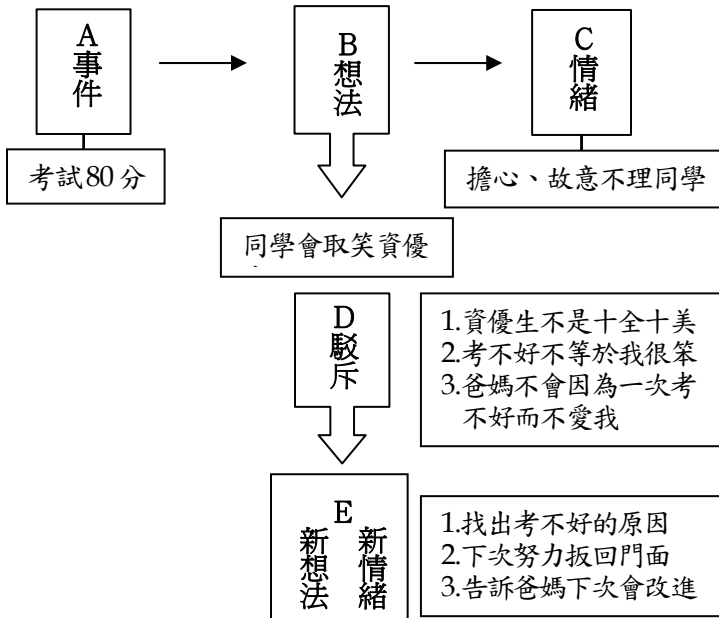 A事件
B想法
C情緒
考試80分
擔心、故意不理同學
同學會取笑資優
D駁斥
1.資優生不是十全十美
2.考不好不等於我很笨
3.爸媽不會因為一次考
不好而不愛我
E
新情緒
新想法
1.找出考不好的原因
2.下次努力扳回門面
3.告訴爸媽下次會改進